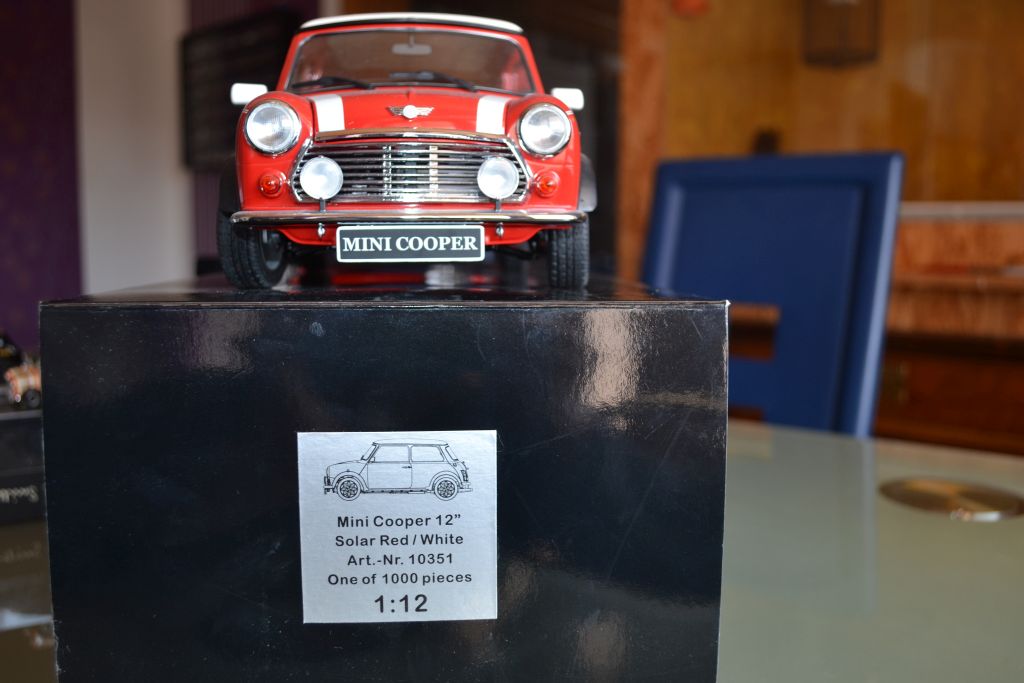 MINI COOPER
Mini Cooper 12”
Solar Red / White
Art.-Nr. 10351
One of 1000 pieces
1:12